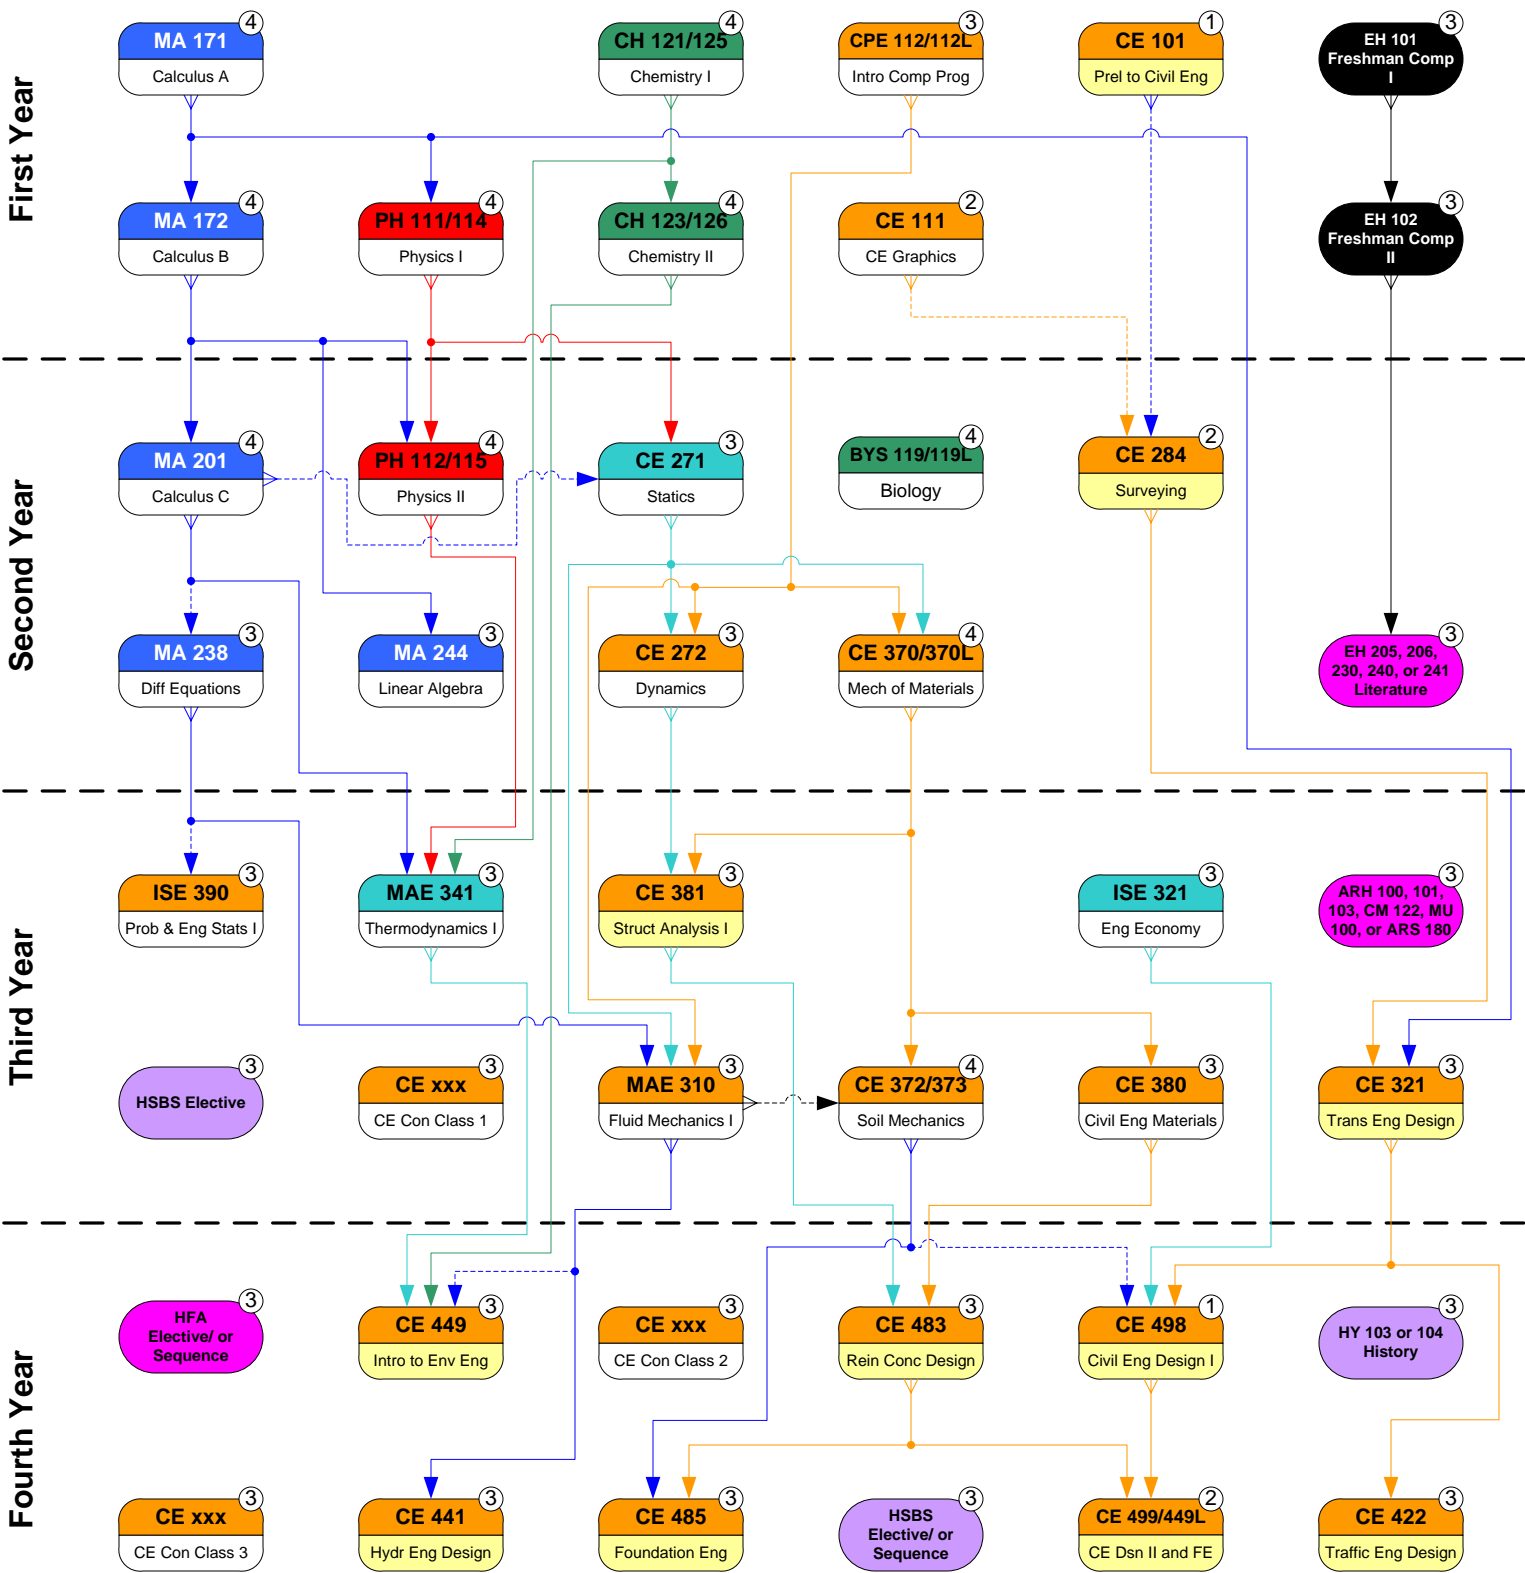 First Year
MA 171
4
Calculus A
CH 121/125
4
Chemistry I
CPE 112/112L
3
Intro Comp Prog
CE 101
1
Prel to Civil Eng
EH 101
Freshman Comp
I
3
MA 172
4
Calculus B
PH 111/114
4
Physics I
CH 123/126
4
Chemistry II
CE 111
2
CE Graphics
EH 102
Freshman Comp
II
3
Second Year
MA 201
4
Calculus C
PH 112/115
4
Physics II
CE 271
3
Statics
BYS 119/119L
4
Biology
CE 284
2
Surveying
MA 238
3
Diff Equations
MA 244
3
Linear Algebra
CE 272
3
Dynamics
CE 370/370L
4
Mech of Materials
EH 205, 206,
230, 240, or 241
Literature
3
Third Year
ISE 390
3
Prob & Eng Stats I
MAE 341
3
Thermodynamics I
CE 381
3
Struct Analysis I
ISE 321
3
Eng Economy
ARH 100, 101,
103, CM 122, MU
100, or ARS 180
3
HSBS Elective
3
CE xxx
3
CE Con Class 1
MAE 310
3
Fluid Mechanics I
CE 372/373
4
Soil Mechanics
CE 380
3
Civil Eng Materials
CE 321
3
Trans Eng Design
Fourth Year
HFA
Elective/ or
Sequence
3
CE 449
3
Intro to Env Eng
CE xxx
3
CE Con Class 2
CE 483
3
Rein Conc Design
CE 498
1
Civil Eng Design I
HY 103 or 104
History
3
CE xxx
3
CE Con Class 3
CE 441
3
Hydr Eng Design
CE 485
3
Foundation Eng
HSBS
Elective/ or
Sequence
3
CE 499/449L
2
CE Dsn II and FE
CE 422
3
Traffic Eng Design